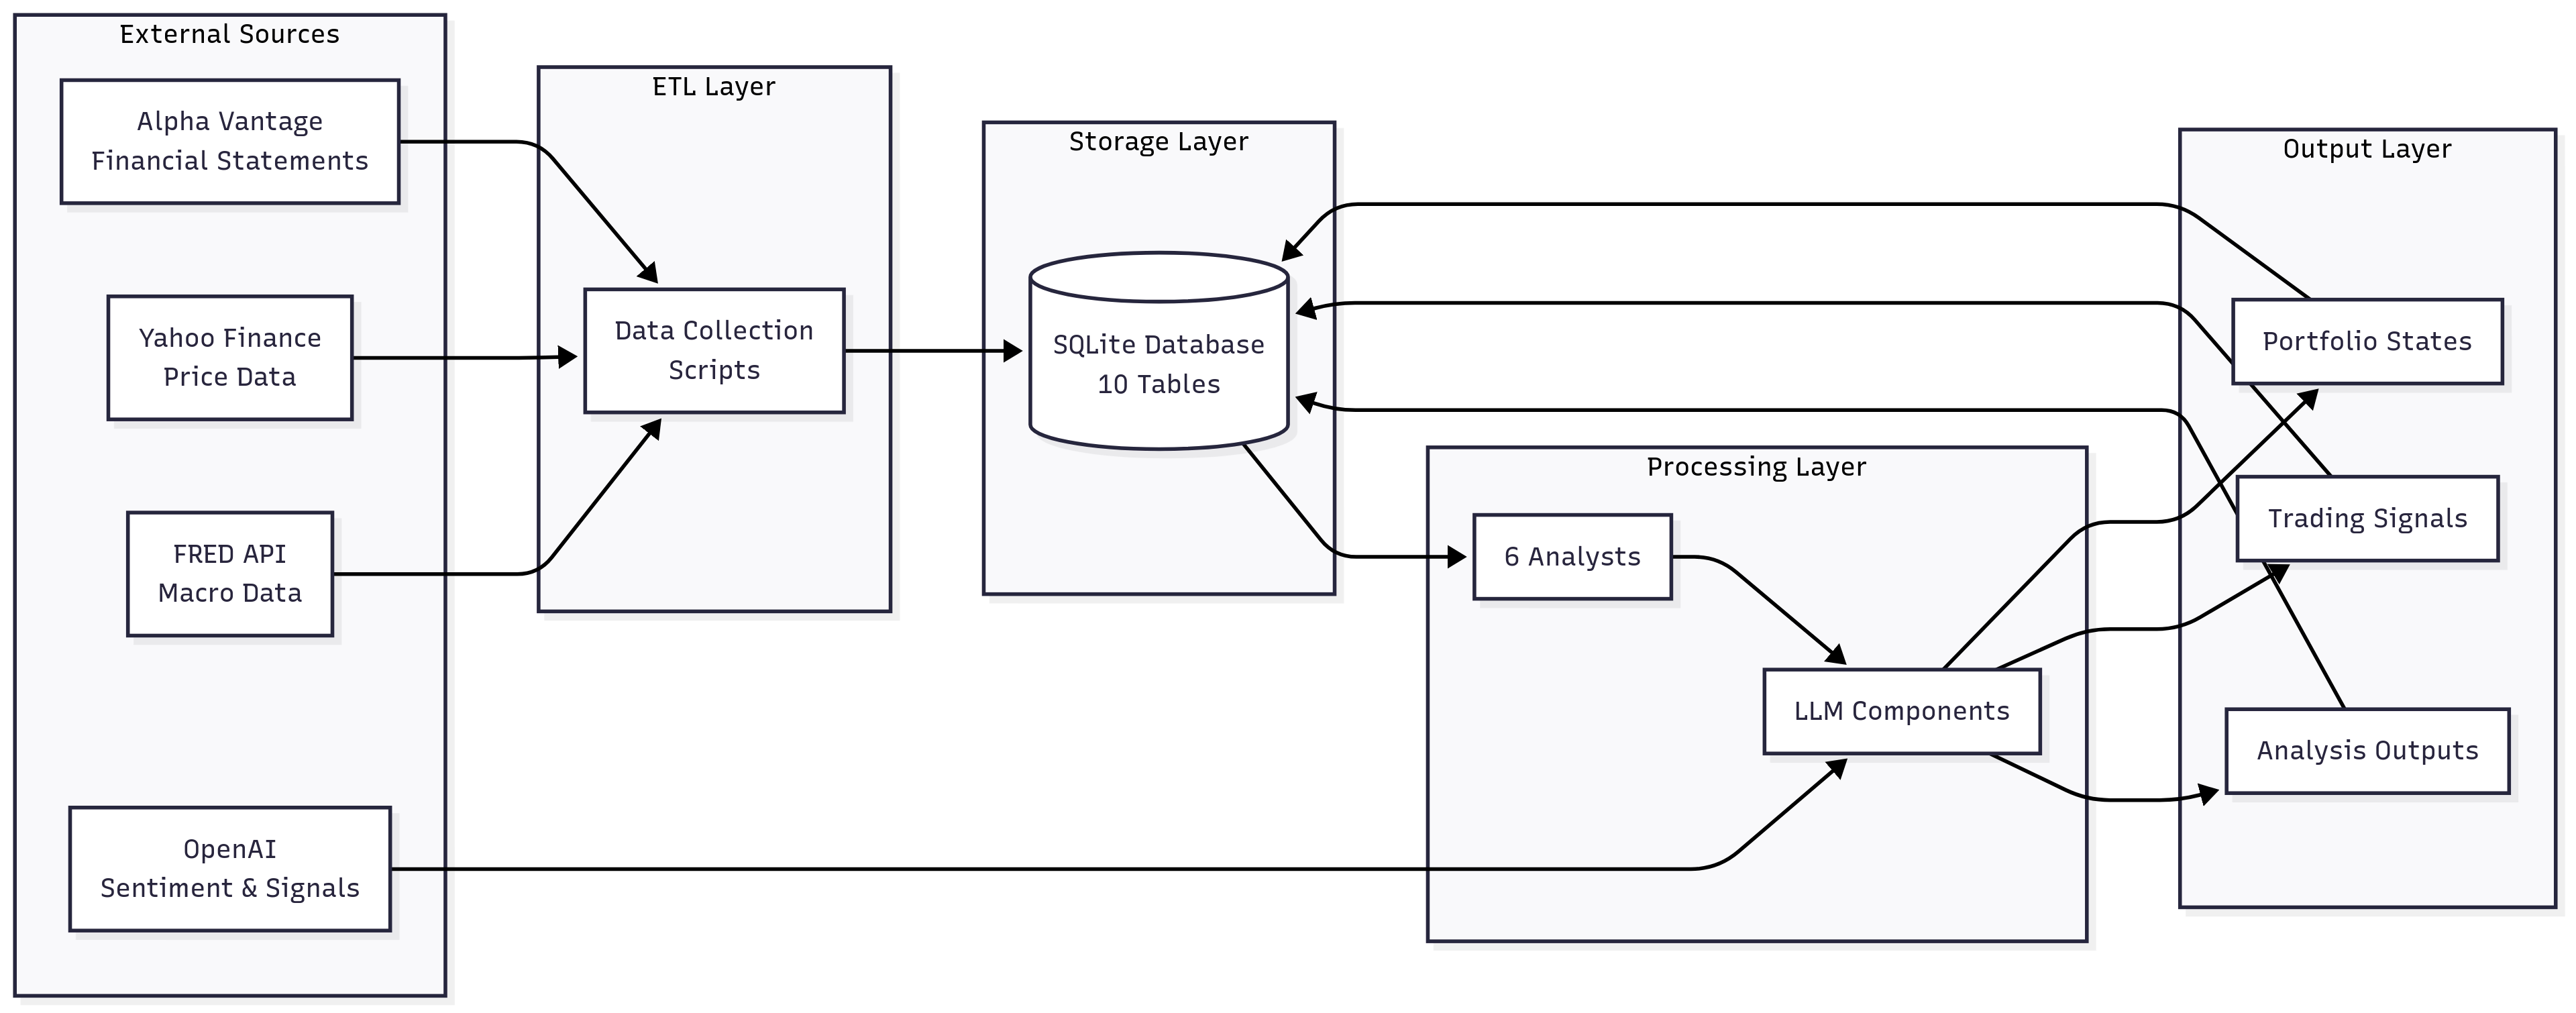 External Sources
Alpha Vantage
Financial Statements
Yahoo Finance
Price Data
FRED API
Macro Data
OpenAI
Sentiment & Signals
ETL Layer
Data Collection
Scripts
Storage Layer
SQLite Database
10 Tables
Processing Layer
6 Analysts
LLM Components
Output Layer
Portfolio States
Trading Signals
Analysis Outputs